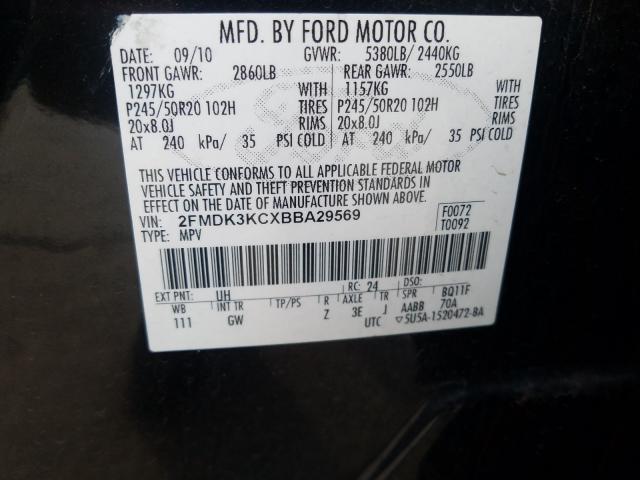 MFD. BY FORD MOTOR CO.
DATE: 09/10 GVWR: 5380LB/ 2440KG
FRONT GAWR: 2860LB REAR GAWR: 2550LB
1297KG WITH 1157KG WITH
P245/50R20 102H TIRES P245/50R20 102H TIRES
20x8.0J RIMS 20x8.0J RIMS
AT 240 kPa/ 35 PSI COLD AT 240 kPa/ 35 PSI COLD
THIS VEHICLE CONFORMS TO ALL APPLICABLE FEDERAL MOTOR
VEHICLE SAFETY AND THEFT PREVENTION STANDARDS IN
EFFECT ON THE DATE OF MANUFACTURE SHOWN ABOVE.
VIN: 2FMDK3KCXBBA29569 F0072
TYPE: MPV T0092
EXT PNT: UH RC: 24 DSO:
WB INT TR TP/PS R AXLE TR SPR BQ11F
111 GW Z 3E J AABB 70A
UTC ▽5U5A-1520472-BA